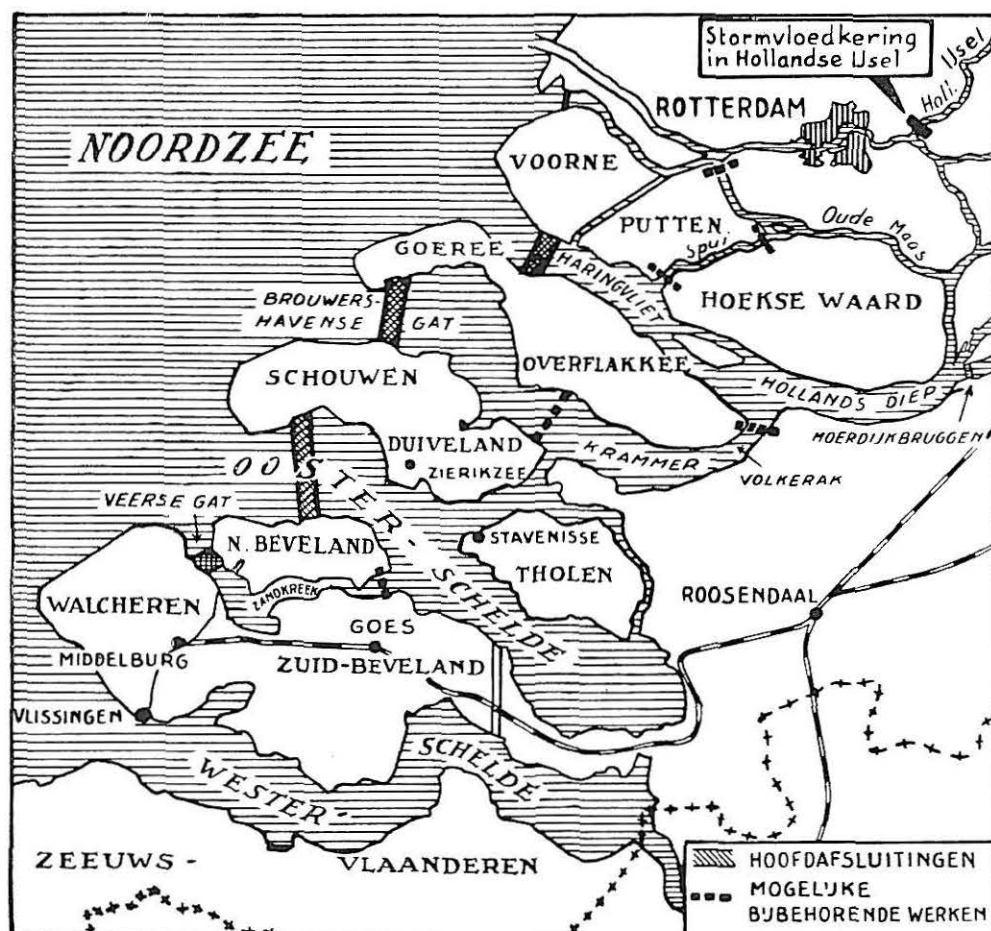 Stormvloedkering
in Hollandse IJsel
Holl. IJSEL
ROTTERDAM
NOORDZEE
VOORNE
PUTTEN
Spui
Oude Maas
GOEREE
HARINGVLIET
HOEKSE WAARD
BROUWERS-
HAVENSE GAT
OVERFLAKKEE
SCHOUWEN
HOLLANDS DIEP
MOERDIJKBRUGGEN
DUIVELAND
ZIERIKZEE
KRAMMER
VOLKERAK
OOSTER-
SCHELDE
VEERSE GAT
N. BEVELAND
STAVENISSE
THOLEN
ZANDKREEK
WALCHEREN
ROOSENDAAL
GOES
MIDDELBURG
ZUID-BEVELAND
VLISSINGEN
WESTER-
SCHELDE
ZEEUWS-
VLAANDEREN
HOOFDAFSLUITINGEN
MOGELIJKE
BIJBEHORENDE WERKEN